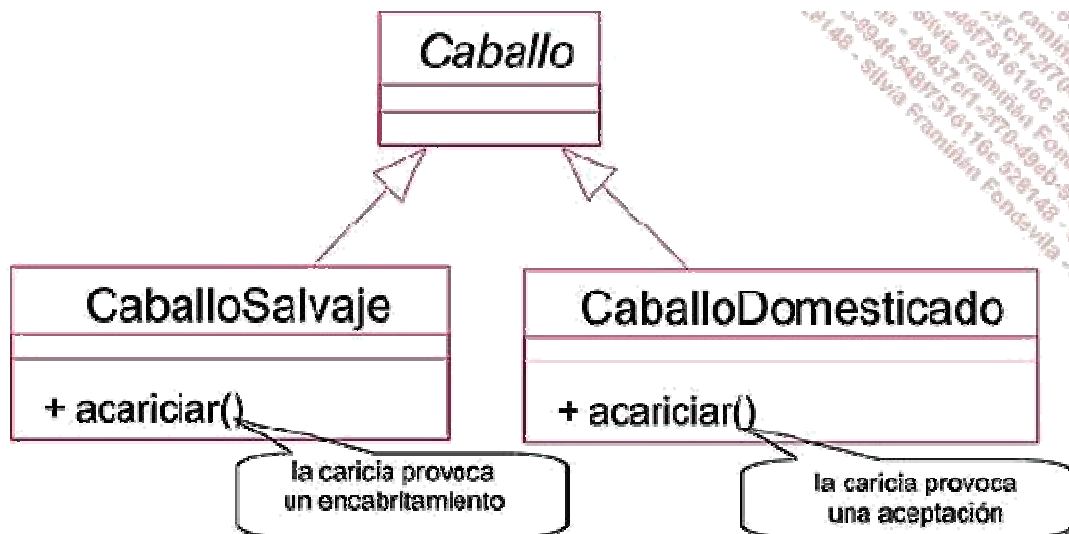 Caballo
CaballoSalvaje
+ acariciar()
la caricia provoca
un encabritamiento
CaballoDomesticado
+ acariciar()
la caricia provoca
una aceptación